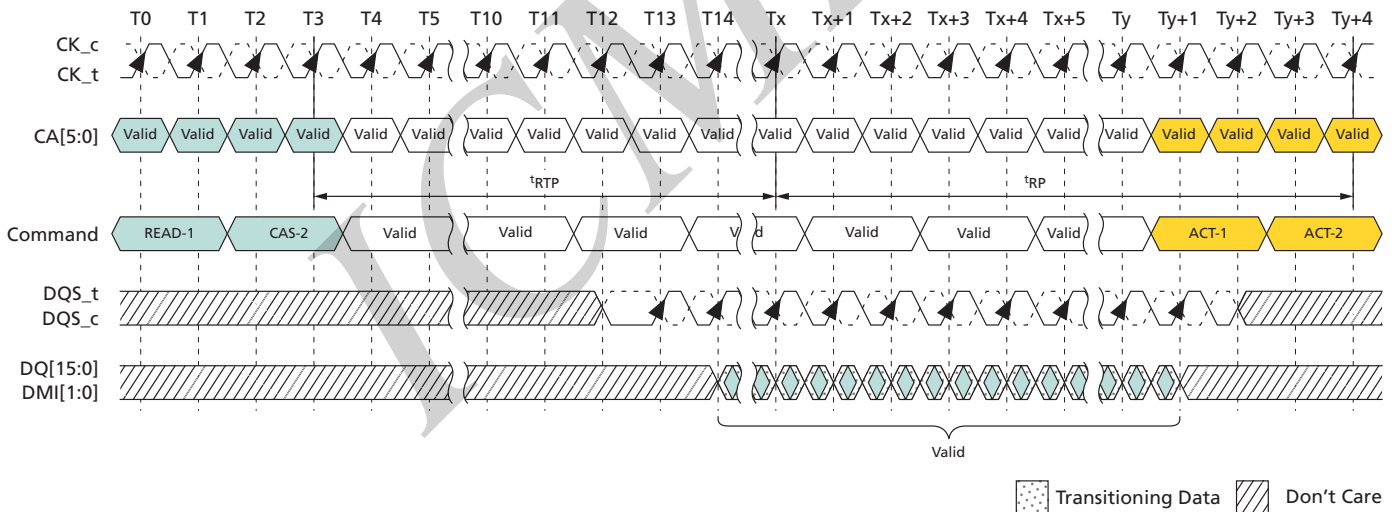 T0 T1 T2 T3 T4 T5 T10 T11 T12 T13 T14 Tx Tx+1 Tx+2 Tx+3 Tx+4 Tx+5 Ty Ty+1 Ty+2 Ty+3 Ty+4
CK_c
CK_t
CA[5:0] Valid Valid Valid Valid Valid Valid Valid Valid Valid Valid Valid Valid Valid Valid Valid Valid Valid Valid Valid Valid Valid Valid
tRTP tRP
Command READ-1 CAS-2 Valid Valid Valid V d Valid Valid Valid ACT-1 ACT-2
DQS_t
DQS_c
DQ[15:0]
DMI[1:0]
Valid
Transitioning Data Don't Care